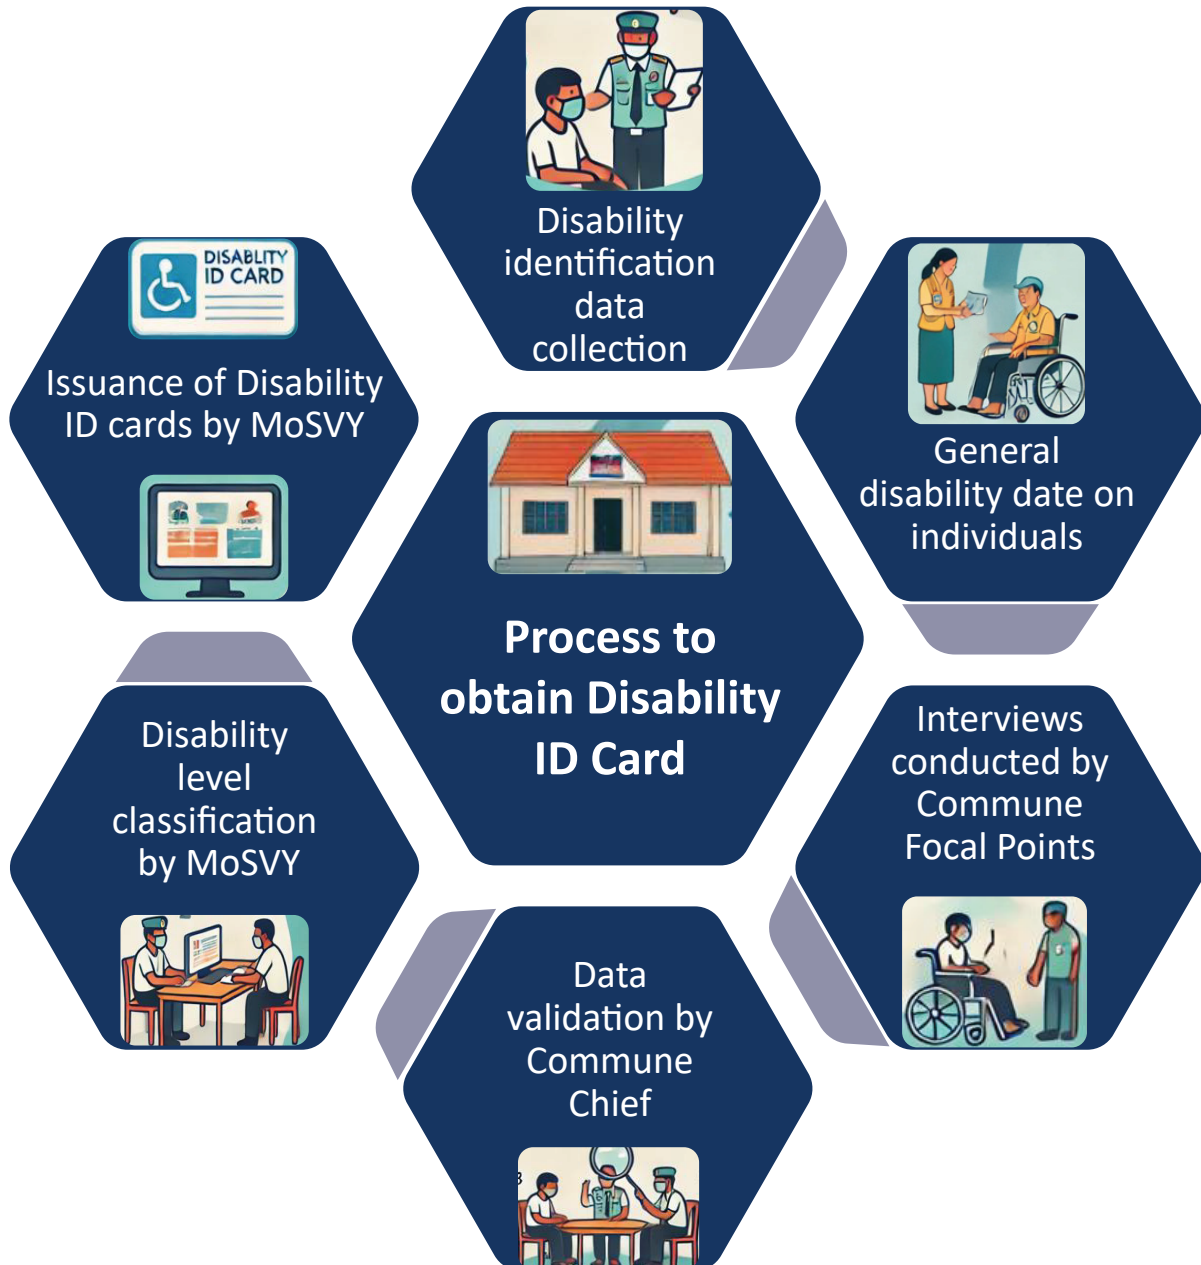 Disability
identification
data
collection
General
disability date on
individuals
Interviews
conducted by
Commune
Focal Points
Data
validation by
Commune
Chief
Disability
level
classification
by MoSVY
DISABLITY
ID CARD
Issuance of Disability
ID cards by MoSVY
Process to
obtain Disability
ID Card